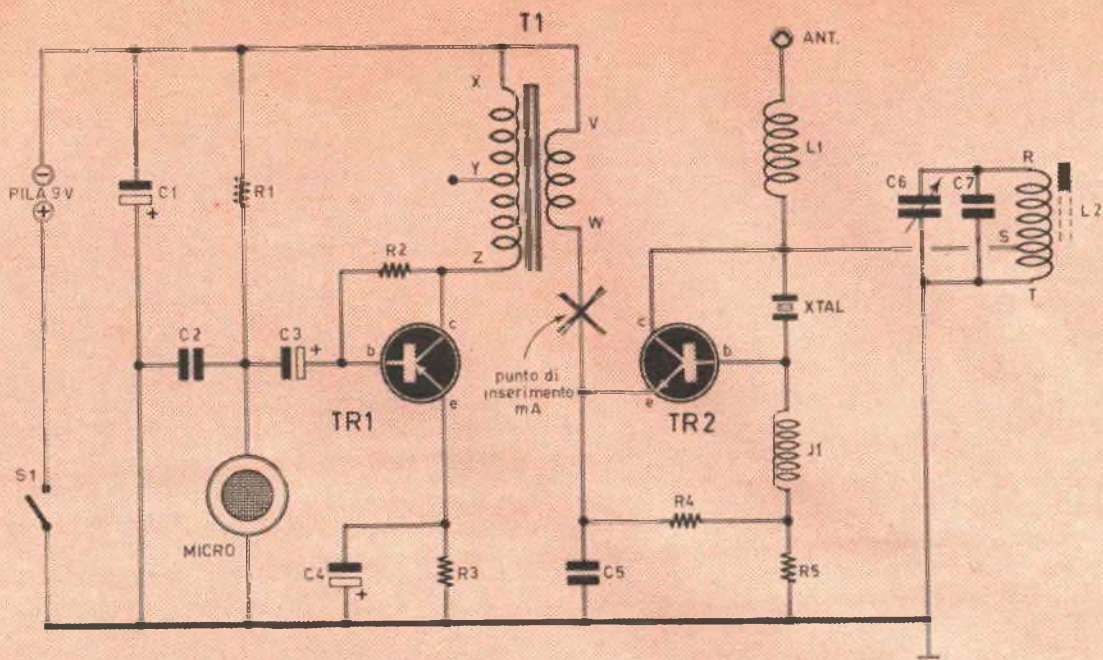 T1
ANT.
X
V
L1
PILA 9V
−
+
C1
+
R1
Y
C6
C7
R
L2
W
S
Z
R2
T
XTAL
C2
C3
+
b
c
e
TR1
punto di
inserimento
mA
c
b
e
TR2
J1
S1
MICRO
R4
C4
+
R3
C5
R5